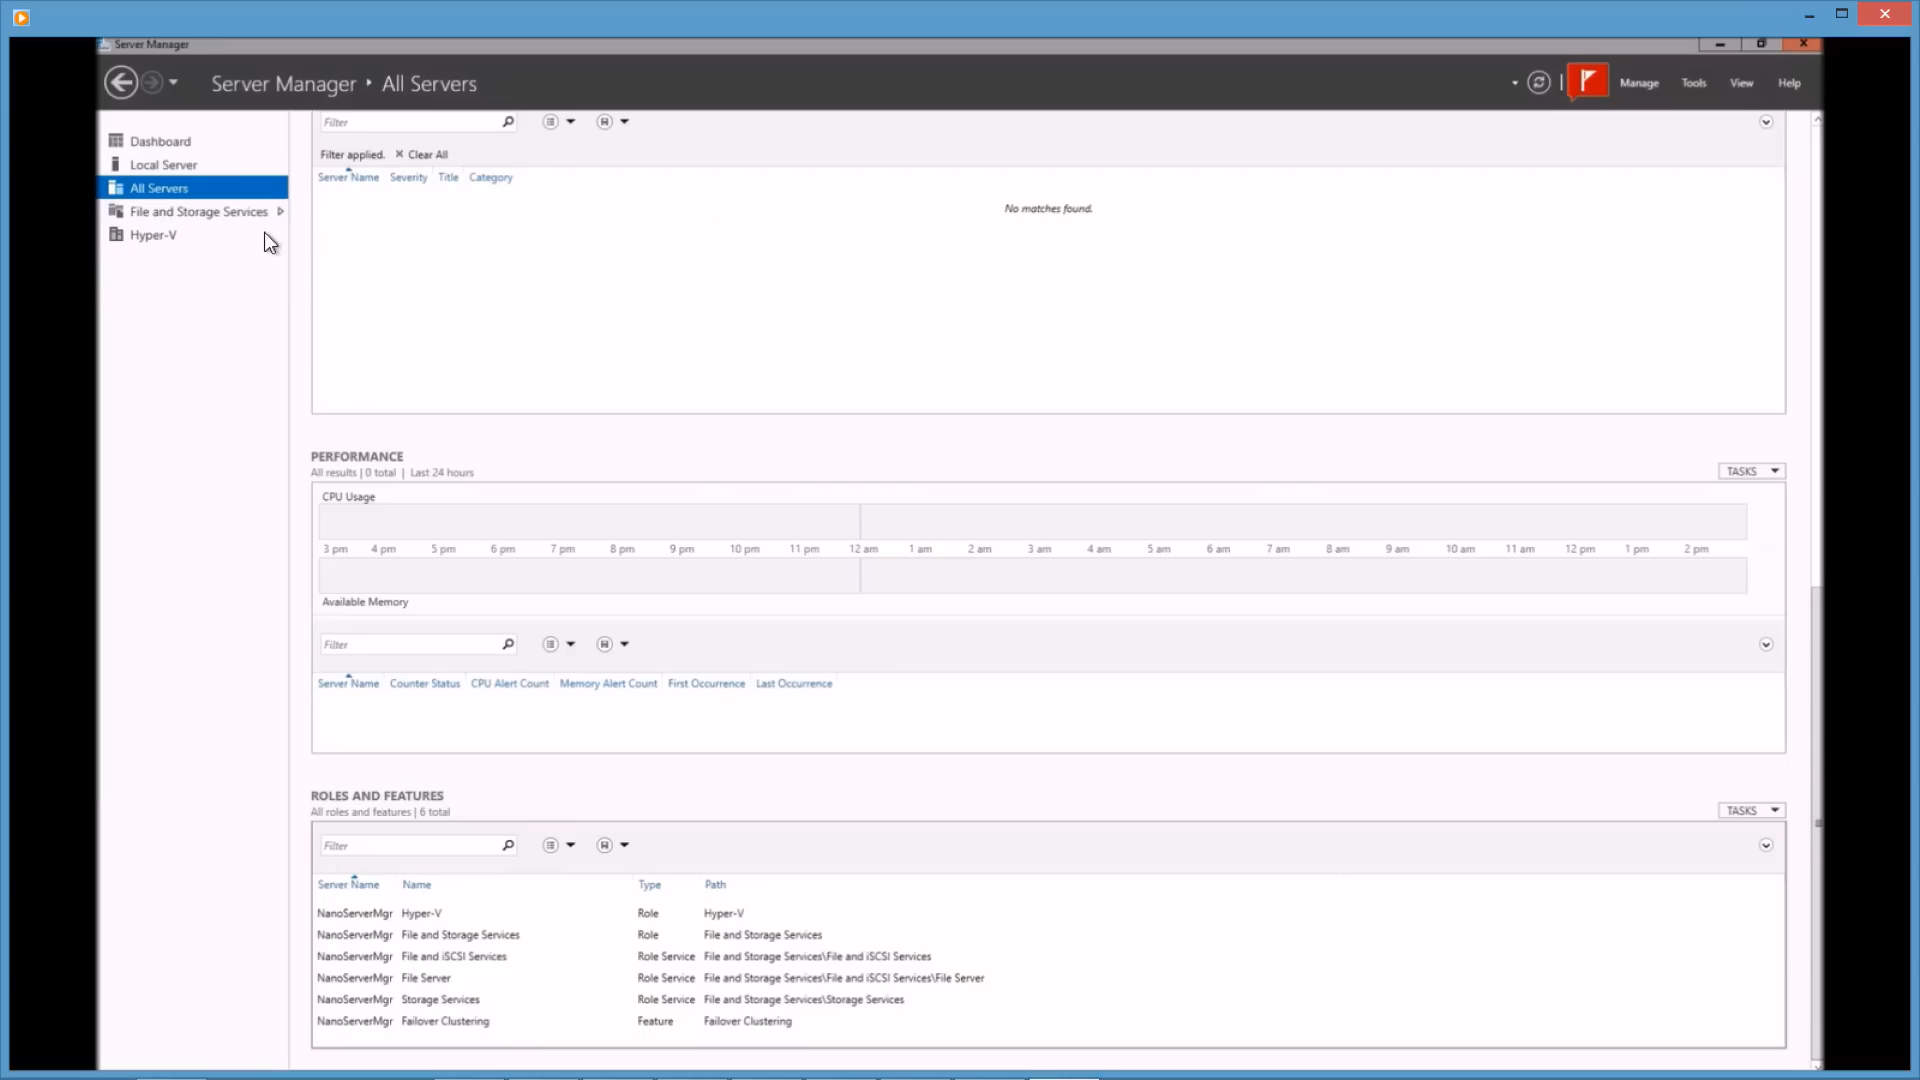 Server Manager
Server Manager ‣ All Servers
Manage Tools View Help
Dashboard
Local Server
All Servers
File and Storage Services
Hyper-V
Filter
Filter applied. ✕ Clear All
Server Name Severity Title Category
No matches found.
PERFORMANCE
All results | 0 total | Last 24 hours
TASKS
CPU Usage
3 pm 4 pm 5 pm 6 pm 7 pm 8 pm 9 pm 10 pm 11 pm 12 am 1 am 2 am 3 am 4 am 5 am 6 am 7 am 8 am 9 am 10 am 11 am 12 pm 1 pm 2 pm
Available Memory
Filter
Server Name Counter Status CPU Alert Count Memory Alert Count First Occurrence Last Occurrence
ROLES AND FEATURES
All roles and features | 6 total
TASKS
Filter
Server Name Name Type Path
NanoServerMgr Hyper-V Role Hyper-V
NanoServerMgr File and Storage Services Role File and Storage Services
NanoServerMgr File and iSCSI Services Role Service File and Storage Services\File and iSCSI Services
NanoServerMgr File Server Role Service File and Storage Services\File and iSCSI Services\File Server
NanoServerMgr Storage Services Role Service File and Storage Services\Storage Services
NanoServerMgr Failover Clustering Feature Failover Clustering